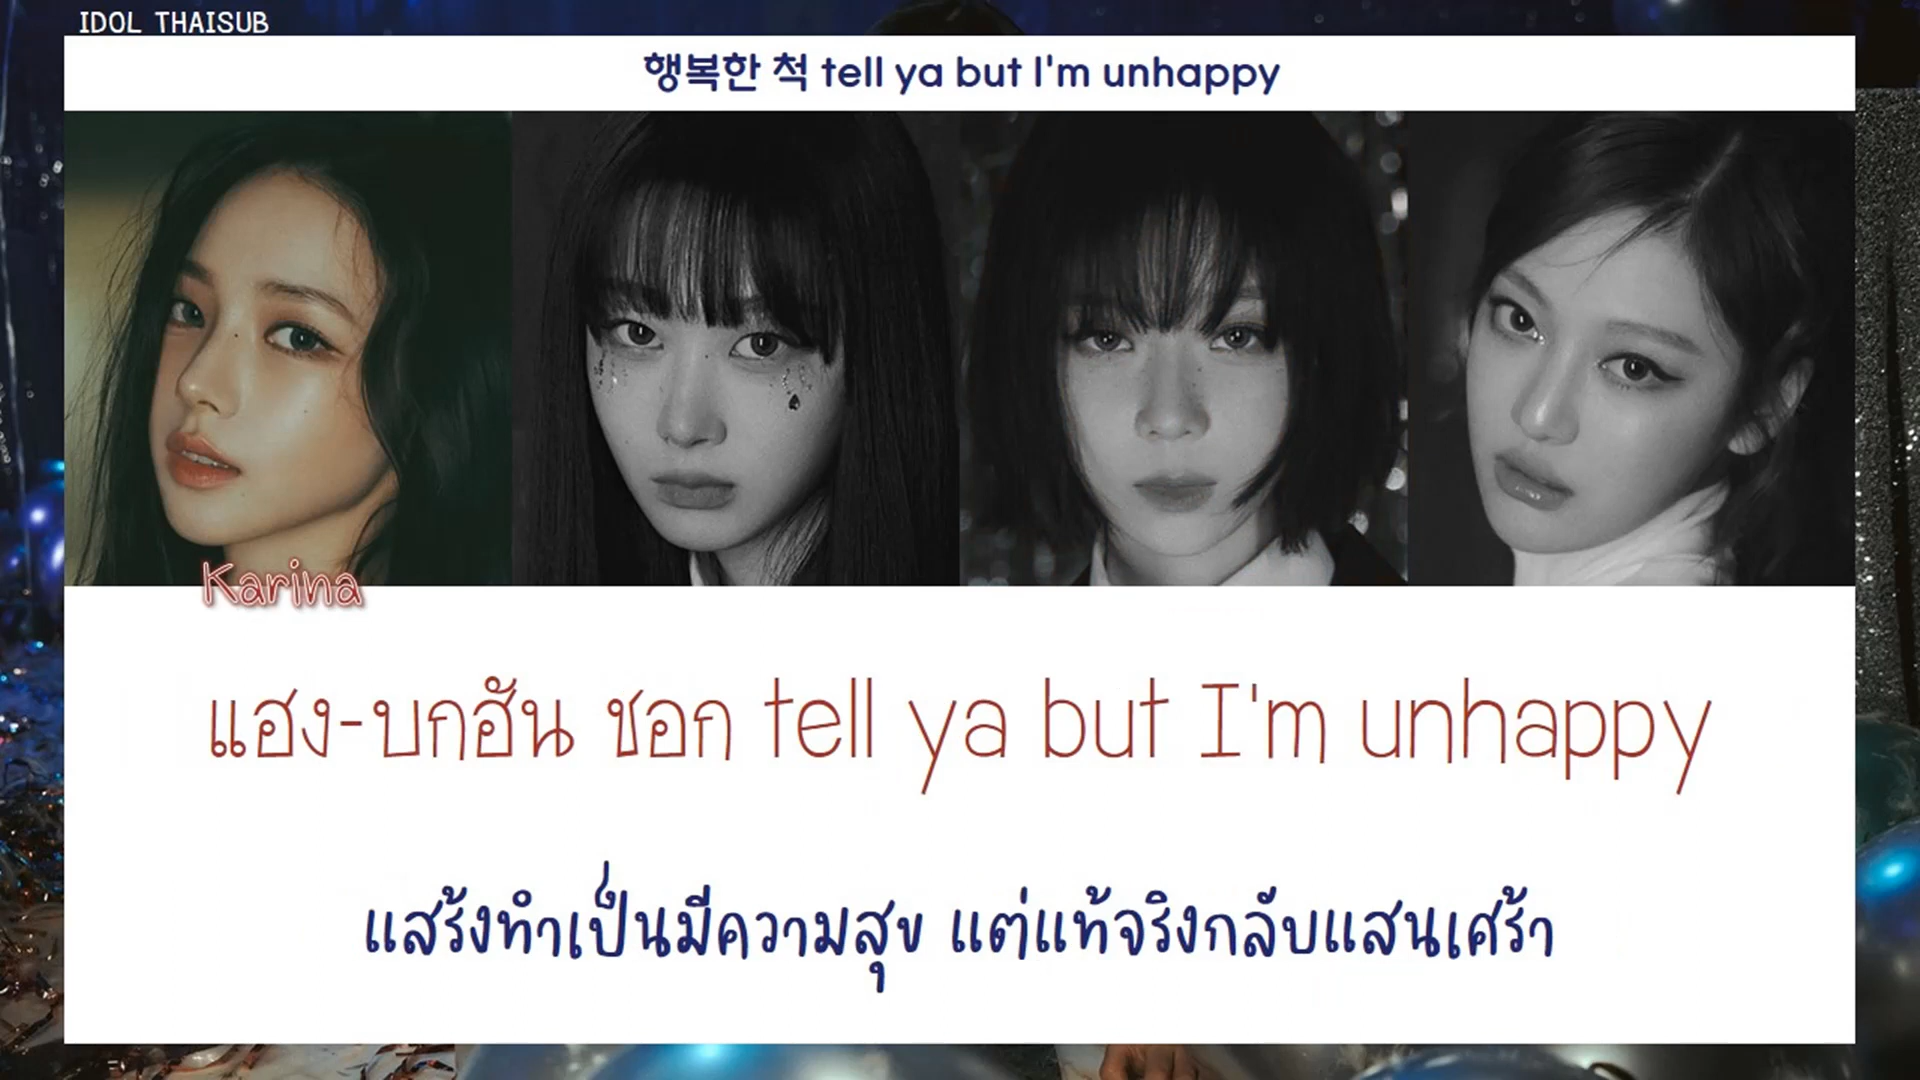 IDOL THAISUB
행복한 척 tell ya but I'm unhappy
Karina
แฮง-บกฮัน ชอก tell ya but I'm unhappy
แสร้งทำเป็นมีความสุข แต่แท้จริงกลับแสนเศร้า